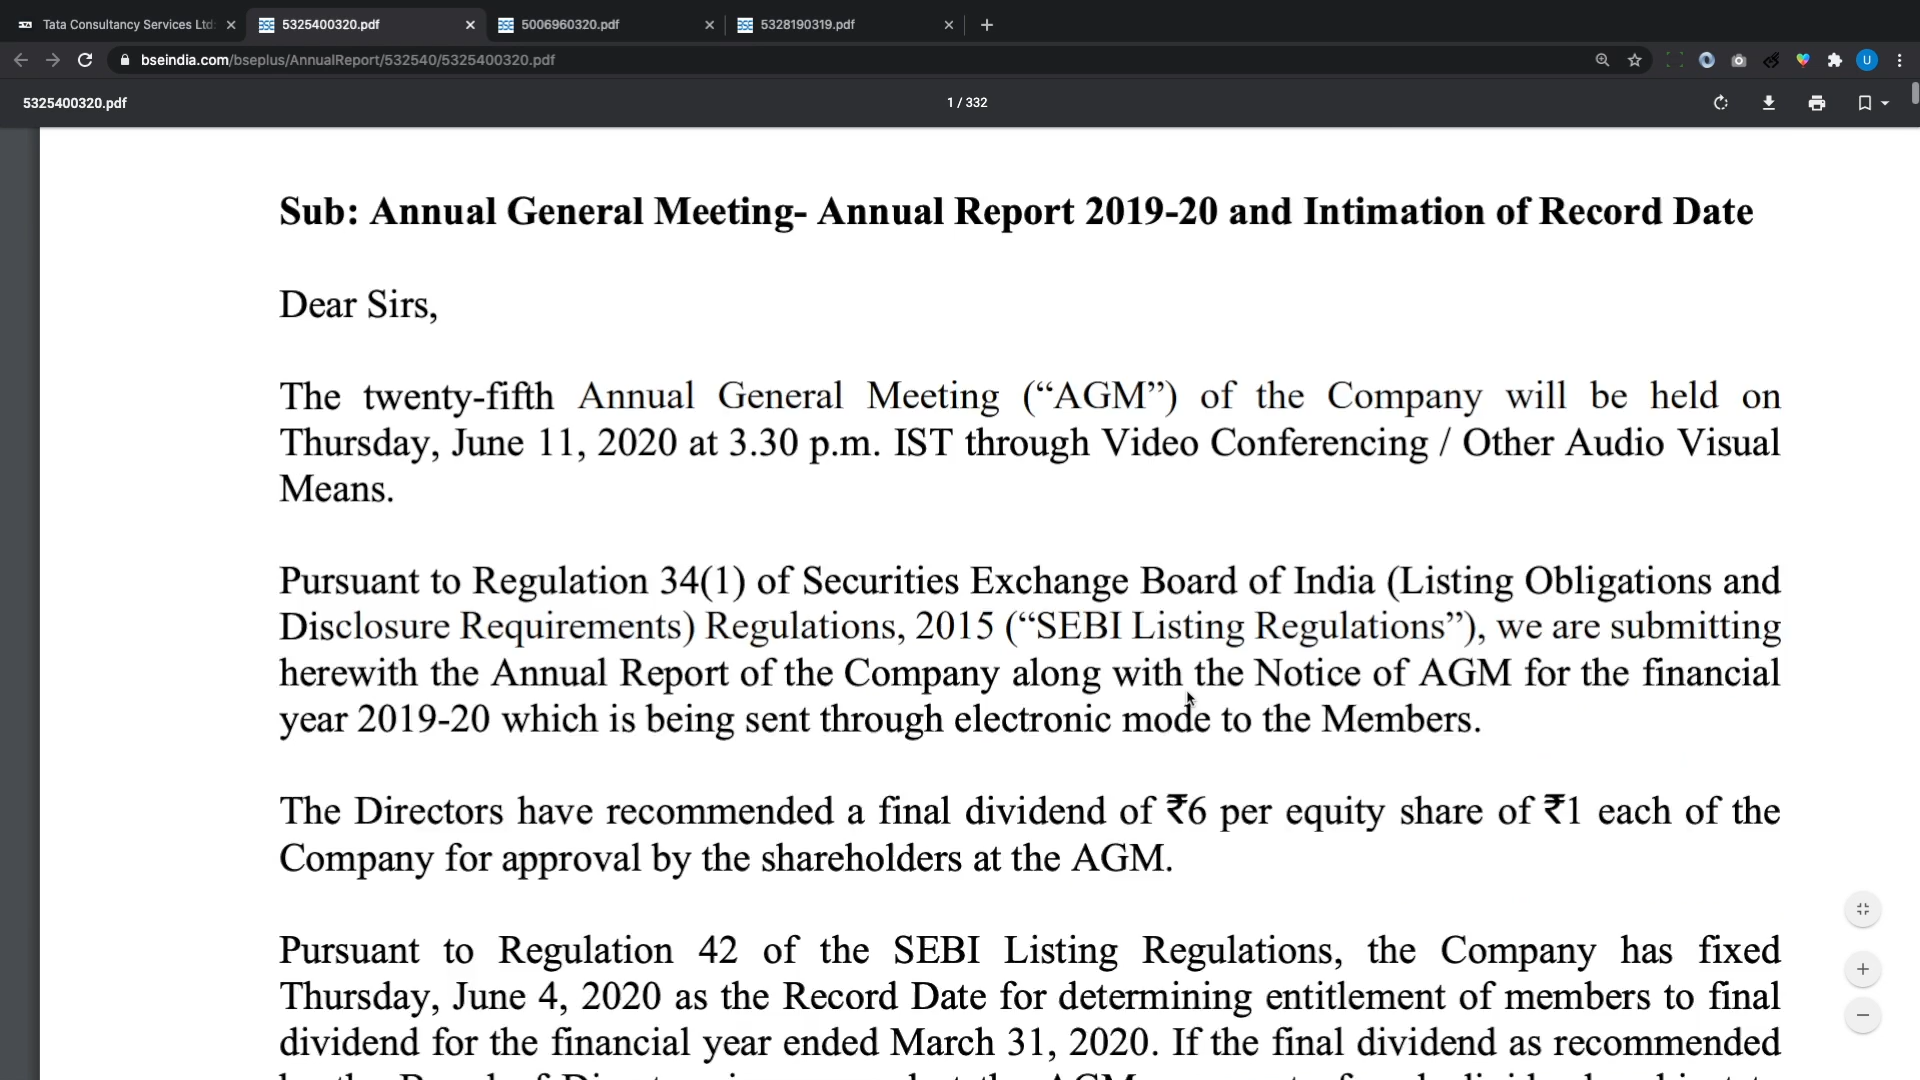 Tata Consultancy Services Ltd
5325400320.pdf
5006960320.pdf
5328190319.pdf
bseindia.com/bseplus/AnnualReport/532540/5325400320.pdf
U
5325400320.pdf
1 / 332
Sub: Annual General Meeting- Annual Report 2019-20 and Intimation of Record Date
Dear Sirs,
The twenty-fifth Annual General Meeting (“AGM”) of the Company will be held on
Thursday, June 11, 2020 at 3.30 p.m. IST through Video Conferencing / Other Audio Visual
Means.
Pursuant to Regulation 34(1) of Securities Exchange Board of India (Listing Obligations and
Disclosure Requirements) Regulations, 2015 (“SEBI Listing Regulations”), we are submitting
herewith the Annual Report of the Company along with the Notice of AGM for the financial
year 2019-20 which is being sent through electronic mode to the Members.
The Directors have recommended a final dividend of ₹6 per equity share of ₹1 each of the
Company for approval by the shareholders at the AGM.
Pursuant to Regulation 42 of the SEBI Listing Regulations, the Company has fixed
Thursday, June 4, 2020 as the Record Date for determining entitlement of members to final
dividend for the financial year ended March 31, 2020. If the final dividend as recommended